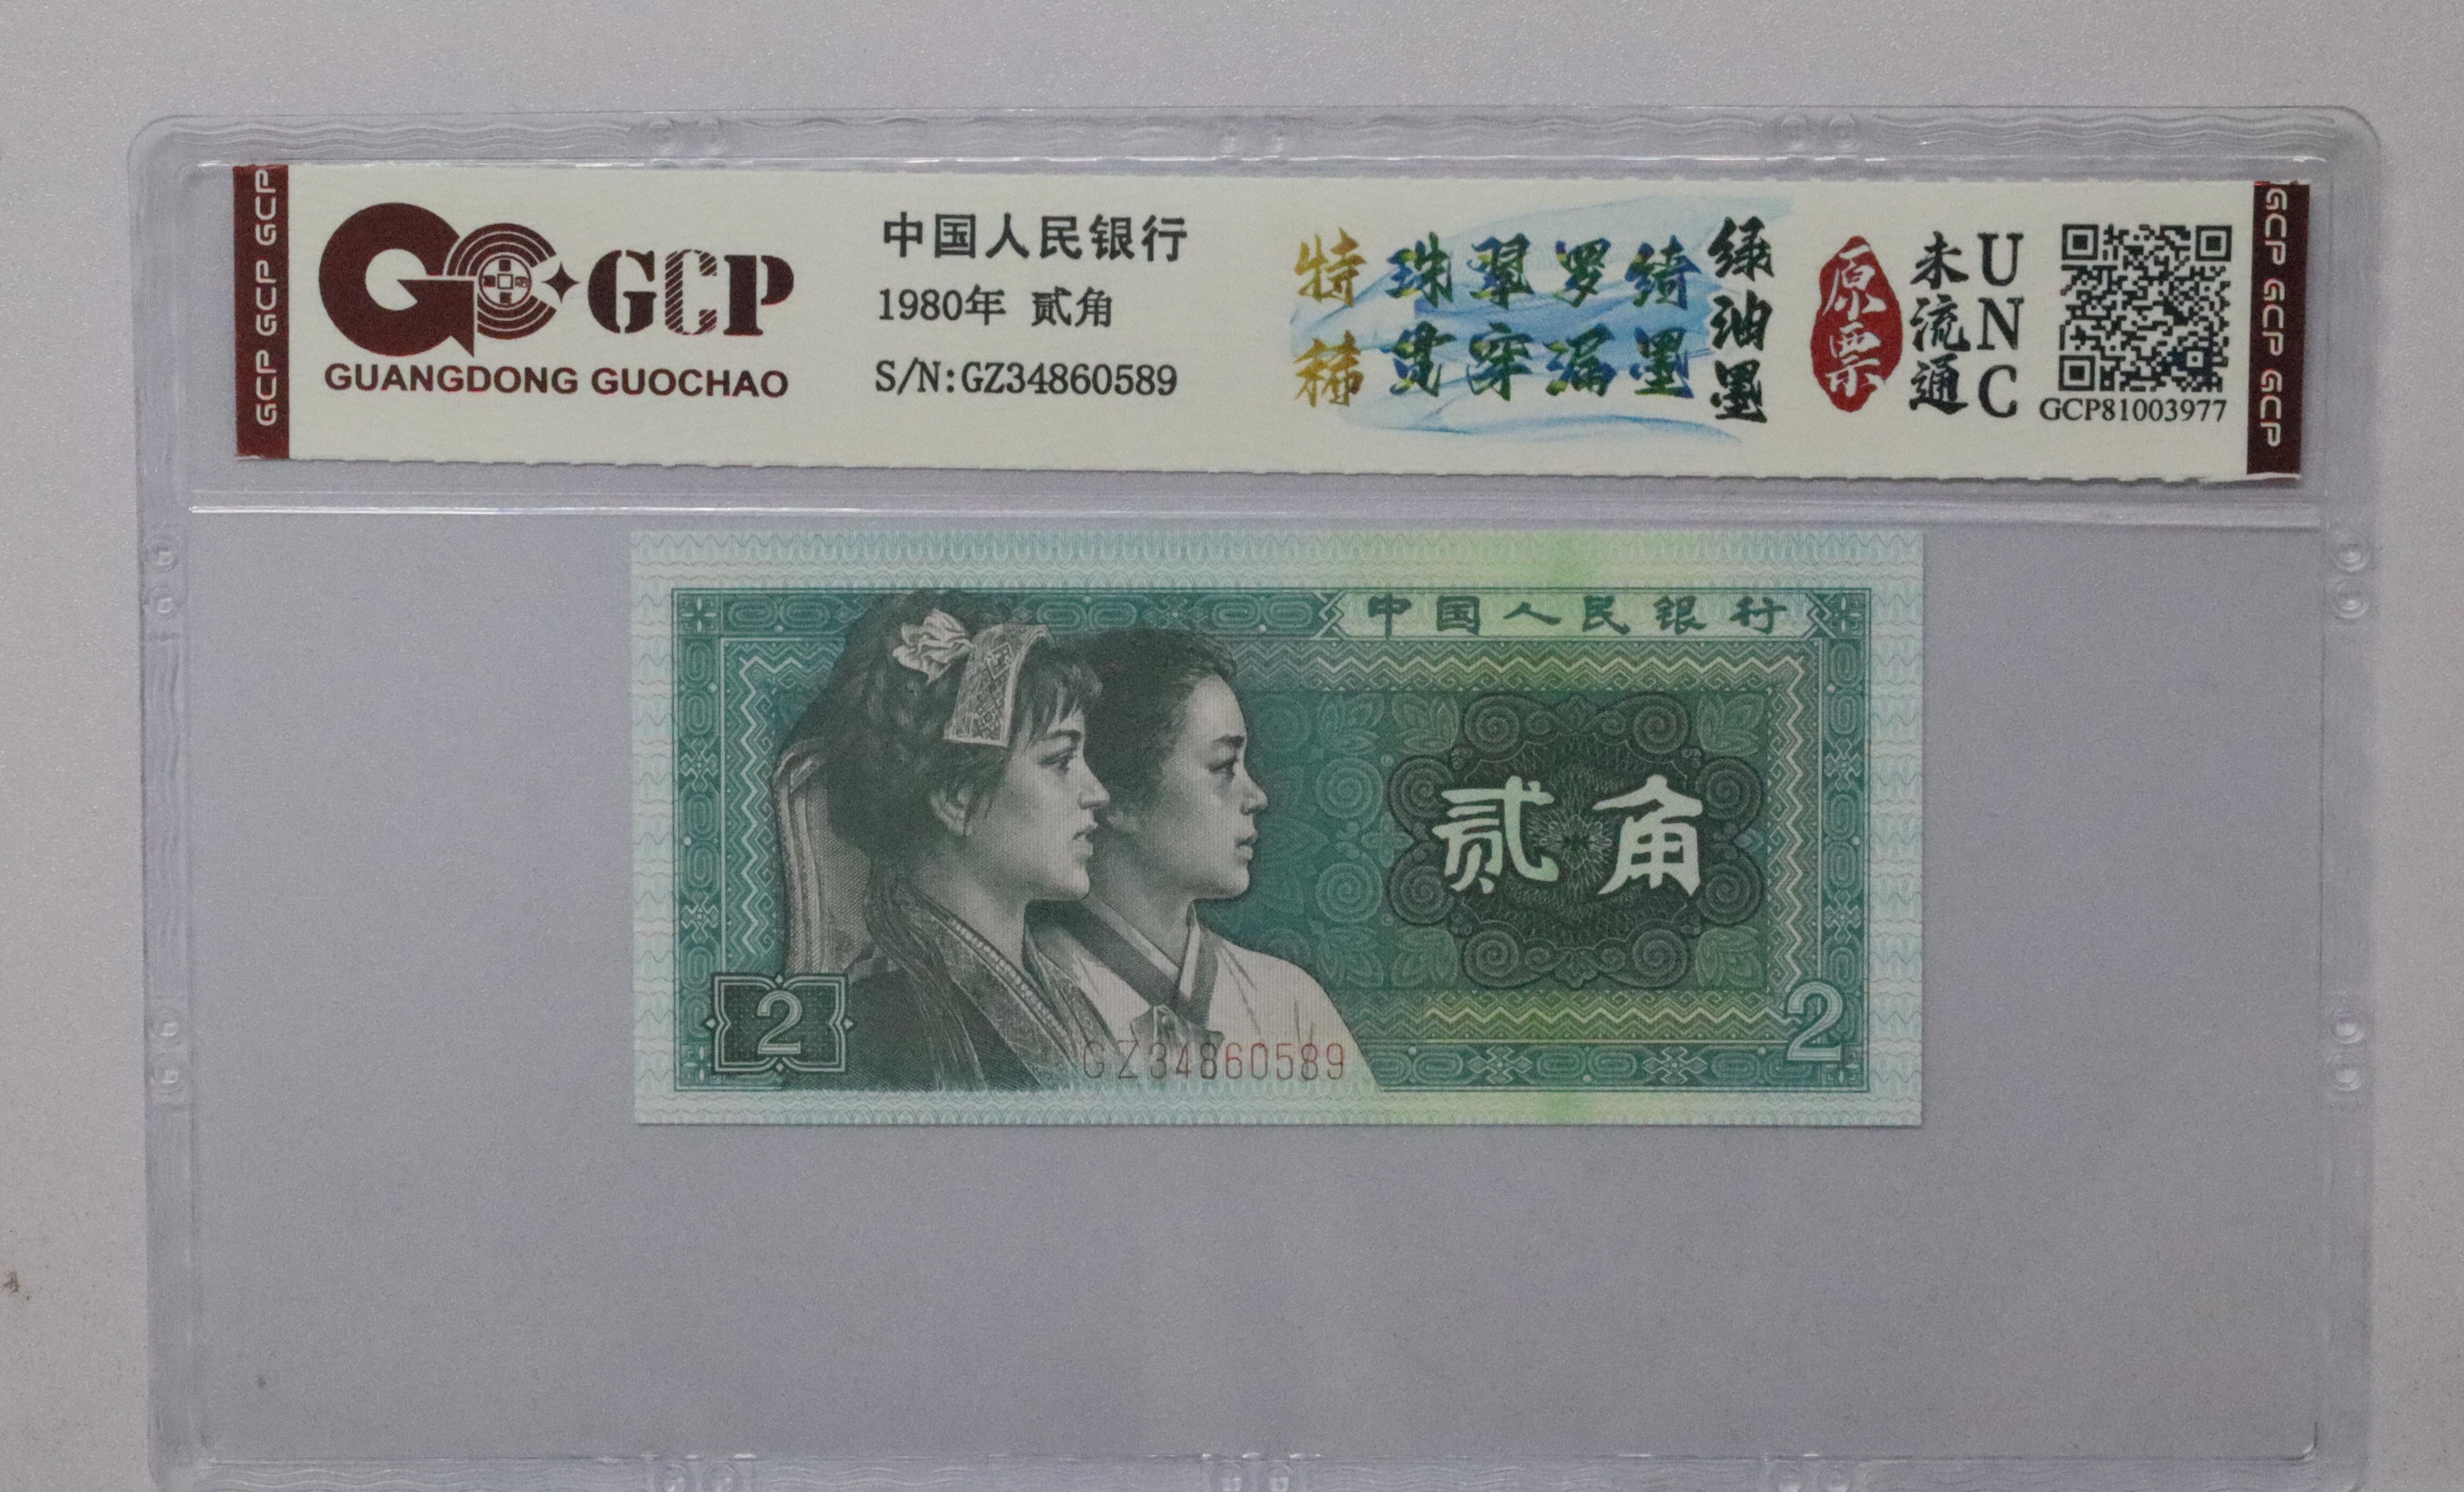 GCP GCP GCP
GCP
GUANGDONG GUOCHAO
中国人民银行
1980年 贰角
S/N:GZ34860589
特稀
珠翠罗绮
贯穿漏墨
绿油墨
原票
未流通
UNC
GCP81003977
GCP GCP GCP
中国人民银行
贰角
2
2
GZ34860589